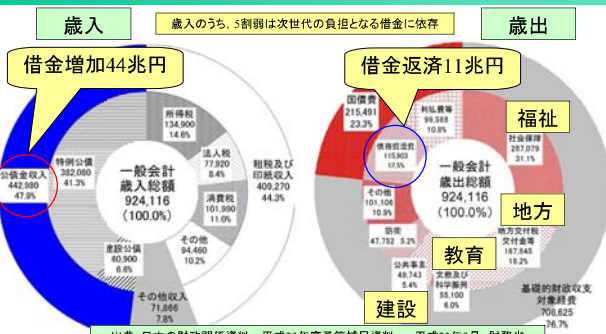 歳入
歳入のうち，5割弱は次世代の負担となる借金に依存
歳出
借金増加44兆円
借金返済11兆円
所得税
134,900
14.6%
法人税
77,920
8.4%
消費税
101,990
11.0%
その他
94,460
10.2%
租税及び
印紙収入
409,270
44.3%
その他収入
71,866
7.8%
建設公債
60,900
6.6%
特例公債
382,080
41.3%
公債金収入
442,980
47.9%
一般会計
歳入総額
924,116
(100.0%)
国債費
215,491
23.3%
利払費等
99,588
10.8%
債務償還費
115,903
12.5%
福祉
社会保障
287,079
31.1%
一般会計
歳出総額
924,116
(100.0%)
その他
101,106
10.9%
地方
地方交付税
交付金等
167,845
18.2%
防衛
47,752 5.2%
教育
公共事業
49,743
5.4%
文教及び
科学振興
55,100
6.0%
建設
基礎的財政収支
対象経費
708,625
76.7%